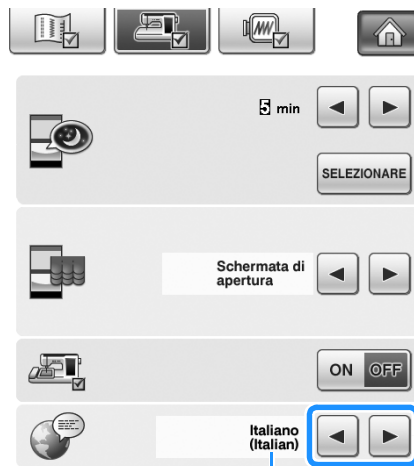 5 min
SELEZIONARE
Schermata di
apertura
ON OFF
Italiano
(Italian)